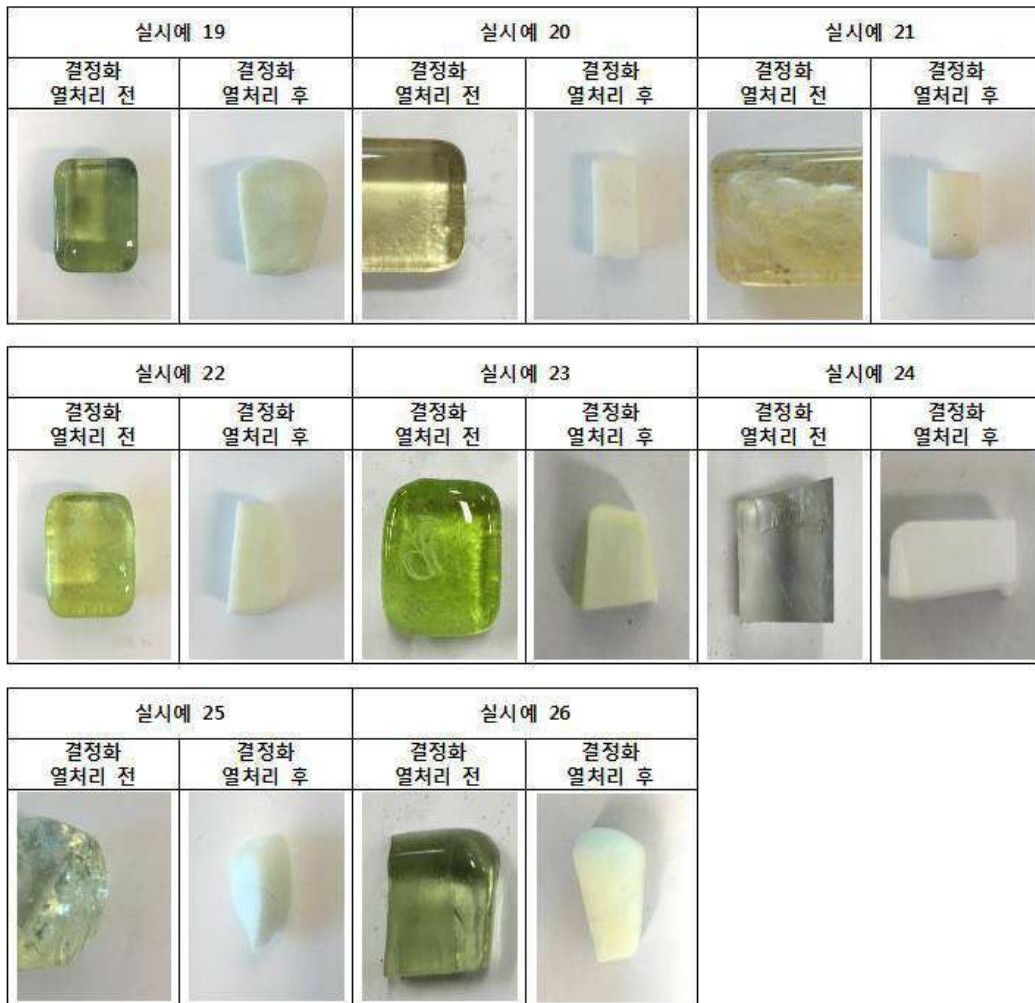 실시예 19 실시예 20 실시예 21
결정화 결정화 결정화 결정화 결정화 결정화
열처리 전 열처리 후 열처리 전 열처리 후 열처리 전 열처리 후
실시예 22 실시예 23 실시예 24
결정화 결정화 결정화 결정화 결정화 결정화
열처리 전 열처리 후 열처리 전 열처리 후 열처리 전 열처리 후
실시예 25 실시예 26
결정화 결정화 결정화 결정화
열처리 전 열처리 후 열처리 전 열처리 후